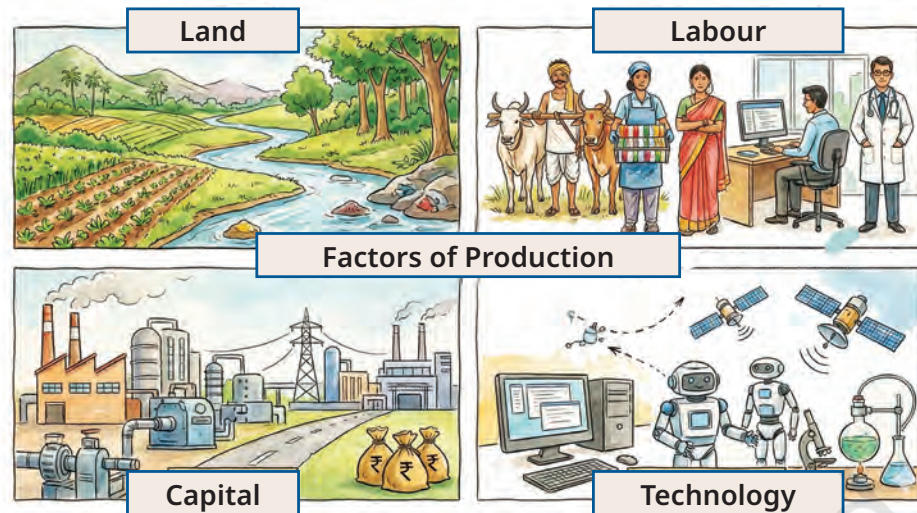 Land
Labour
Factors of Production
₹ ₹ ₹
Capital
Technology